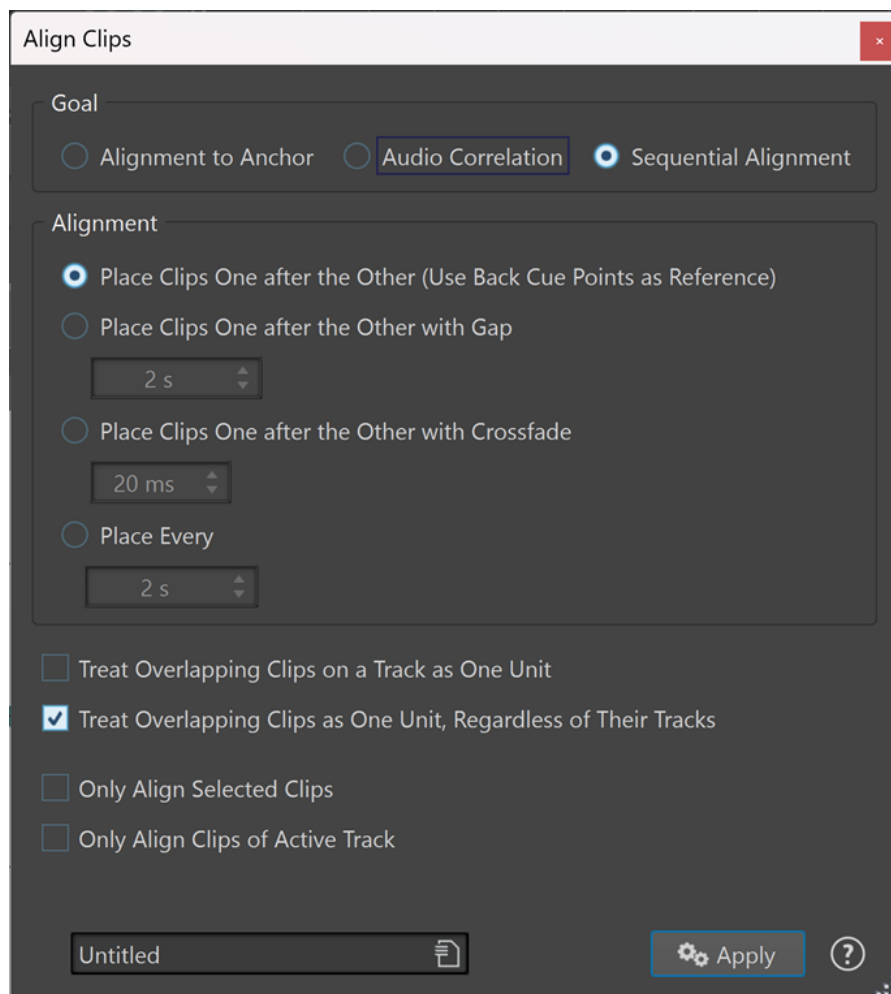 Align Clips
Goal
Alignment to Anchor Audio Correlation Sequential Alignment
Alignment
Place Clips One after the Other (Use Back Cue Points as Reference)
Place Clips One after the Other with Gap
2 s
Place Clips One after the Other with Crossfade
20 ms
Place Every
2 s
Treat Overlapping Clips on a Track as One Unit
Treat Overlapping Clips as One Unit, Regardless of Their Tracks
Only Align Selected Clips
Only Align Clips of Active Track
Untitled Apply ?